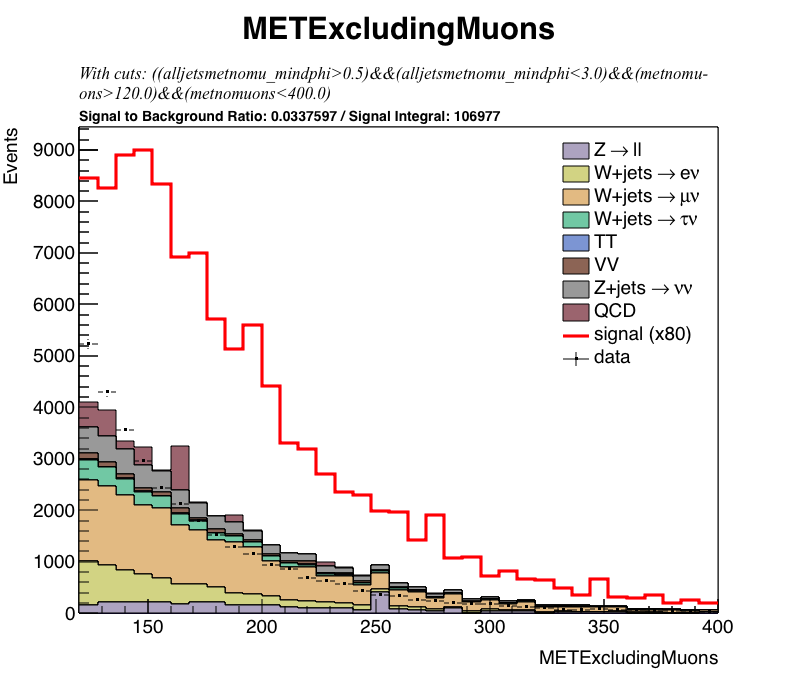 METExcludingMuons
With cuts: ((alljetsmetnomu_mindphi>0.5)&&(alljetsmetnomu_mindphi<3.0)&&(metnomu-
ons>120.0)&&(metnomuons<400.0)
Signal to Background Ratio: 0.0337597 / Signal Integral: 106977
Events
9000
8000
7000
6000
5000
4000
3000
2000
1000
0
Z → ll
W+jets → eν
W+jets → μν
W+jets → τν
TT
VV
Z+jets → νν
QCD
signal (x80)
data
150 200 250 300 350 400
METExcludingMuons